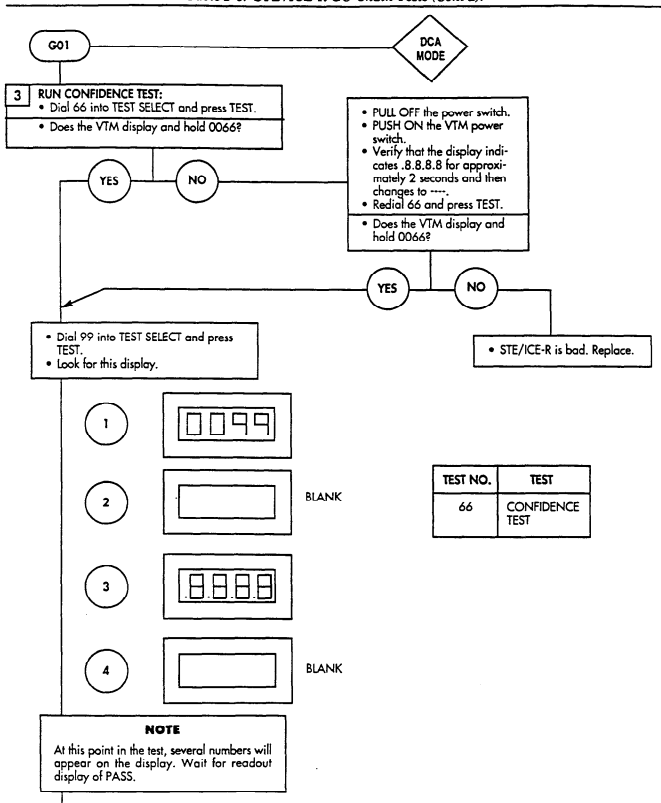 G01
DCA
MODE
3 RUN CONFIDENCE TEST:
• Dial 66 into TEST SELECT and press TEST.
• Does the VTM display and hold 0066?
YES
NO
• PULL OFF the power switch.
• PUSH ON the VTM power
switch.
• Verify that the display indi-
cates .8.8.8.8 for approxi-
mately 2 seconds and then
changes to ----.
• Redial 66 and press TEST.
• Does the VTM display and
hold 0066?
YES
NO
• STE/ICE-R is bad. Replace.
• Dial 99 into TEST SELECT and press
TEST.
• Look for this display.
1
0099
2
BLANK
3
.8.8.8.8
4
BLANK
TEST NO. TEST
66 CONFIDENCE
TEST
NOTE
At this point in the test, several numbers will
appear on the display. Wait for readout
display of PASS.